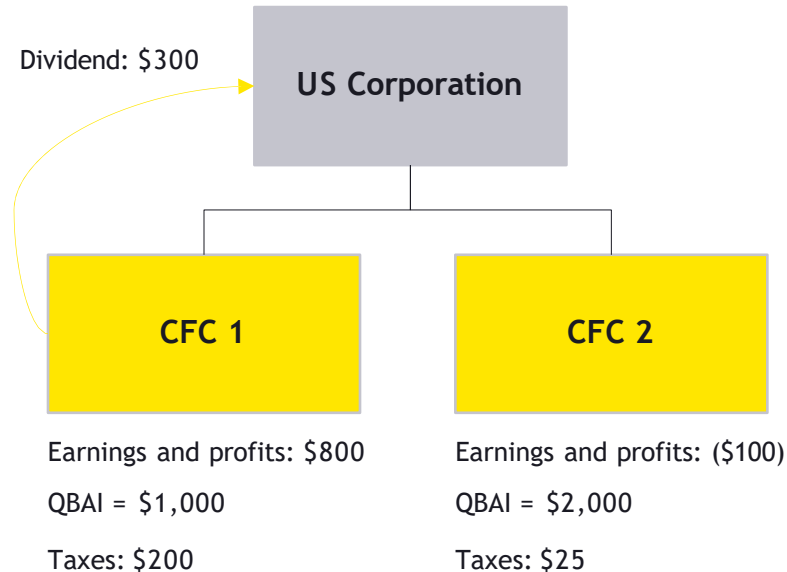 Dividend: $300
US Corporation
CFC 1
CFC 2
Earnings and profits: $800
Earnings and profits: ($100)
QBAI = $1,000
QBAI = $2,000
Taxes: $200
Taxes: $25